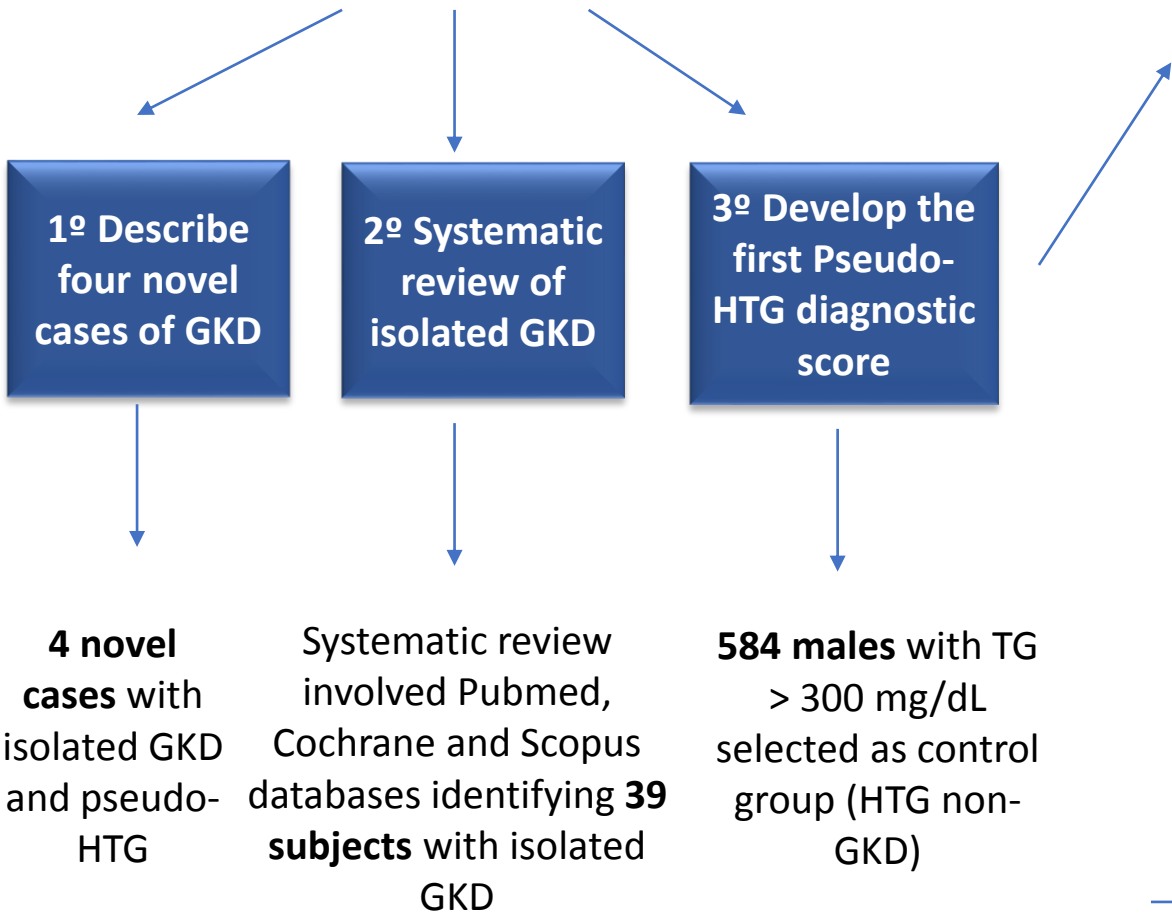 1º Describe
four novel
cases of GKD
2º Systematic
review of
isolated GKD
3º Develop the
first Pseudo-
HTG diagnostic
score
4 novel
cases with
isolated GKD
and pseudo-
HTG
Systematic review
involved Pubmed,
Cochrane and Scopus
databases identifying 39
subjects with isolated
GKD
584 males with TG
> 300 mg/dL
selected as control
group (HTG non-
GKD)